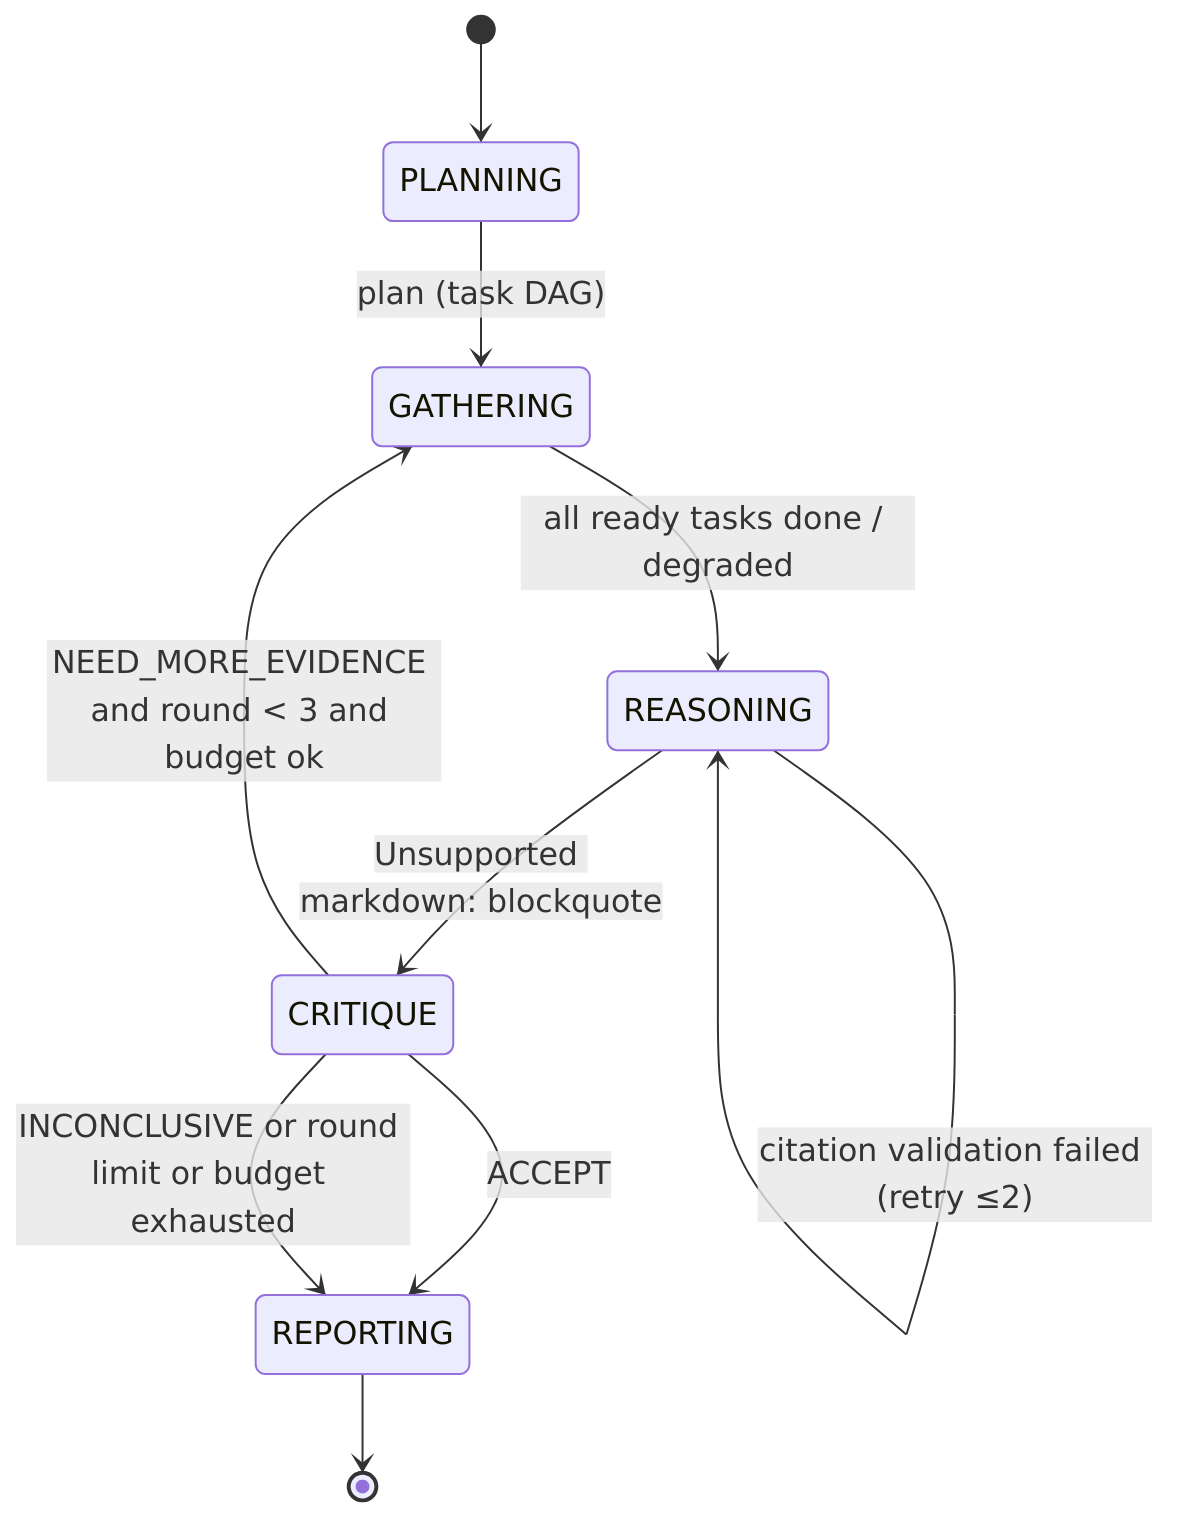 PLANNING
plan (task DAG)
GATHERING
all ready tasks done /
degraded
NEED_MORE_EVIDENCE
and round < 3 and
budget ok
REASONING
Unsupported
markdown: blockquote
CRITIQUE
INCONCLUSIVE or round
limit or budget
exhausted
ACCEPT
citation validation failed
(retry ≤2)
REPORTING